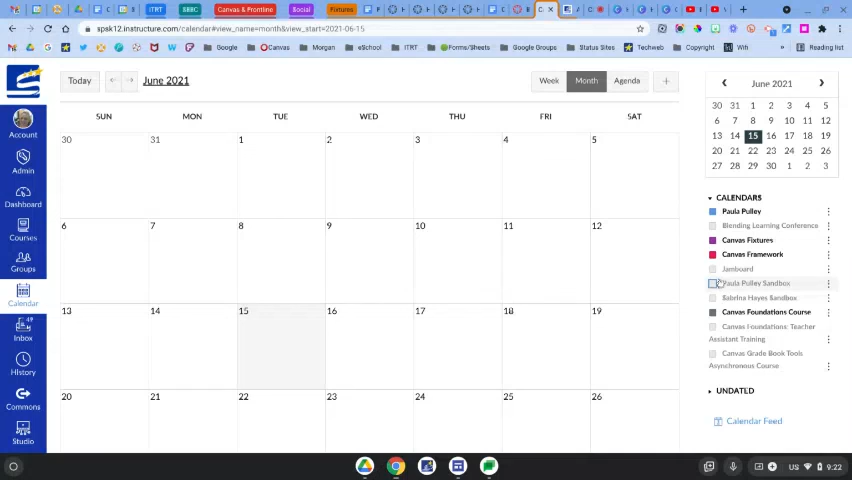 ITRT
SBBC
Canvas & Frontline
Social
Fixtures
spsk12.instructure.com/calendar#view_name=month&view_start=2021-06-15
Google
Canvas
Morgan
eSchool
ITRT
Forms/Sheets
Google Groups
Status Sites
Techweb
Copyright
Wifi
»
Reading list
Account
Admin
Dashboard
Courses
Groups
Calendar
49
Inbox
History
Commons
Studio
Today
June 2021
Week
Month
Agenda
+
SUN MON TUE WED THU FRI SAT
30 31 1 2 3 4 5
6 7 8 9 10 11 12
13 14 15 16 17 18 19
20 21 22 23 24 25 26
June 2021
30 31 1 2 3 4 5
6 7 8 9 10 11 12
13 14 15 16 17 18 19
20 21 22 23 24 25 26
27 28 29 30 1 2 3
CALENDARS
Paula Pulley
Blending Learning Conference
Canvas Fixtures
Canvas Framework
Jamboard
Paula Pulley Sandbox
Sabrina Hayes Sandbox
Canvas Foundations Course
Canvas Foundations: Teacher
Assistant Training
Canvas Grade Book Tools
Asynchronous Course
UNDATED
Calendar Feed
US 9:22